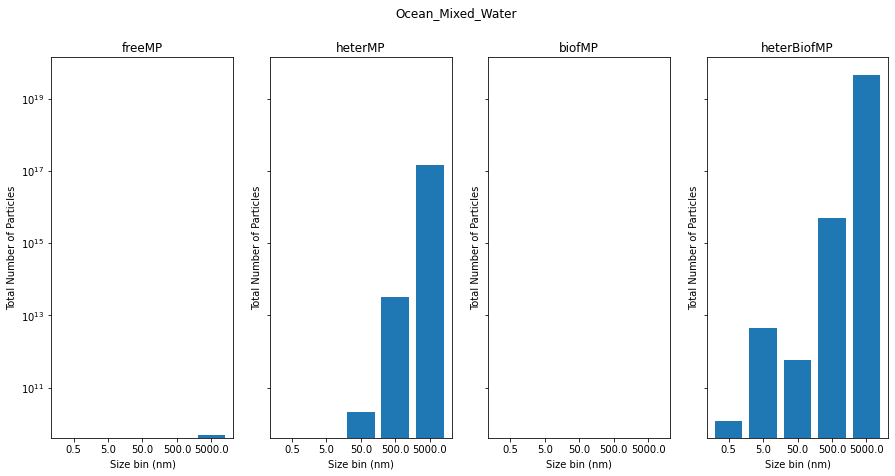 Ocean_Mixed_Water
freeMP
heterMP
biofMP
heterBiofMP
Total Number of Particles
10^19
10^17
10^15
10^13
10^11
0.5 5.0 50.0 500.0 5000.0
Size bin (nm)
Total Number of Particles
0.5 5.0 50.0 500.0 5000.0
Size bin (nm)
Total Number of Particles
0.5 5.0 50.0 500.0 5000.0
Size bin (nm)
Total Number of Particles
0.5 5.0 50.0 500.0 5000.0
Size bin (nm)